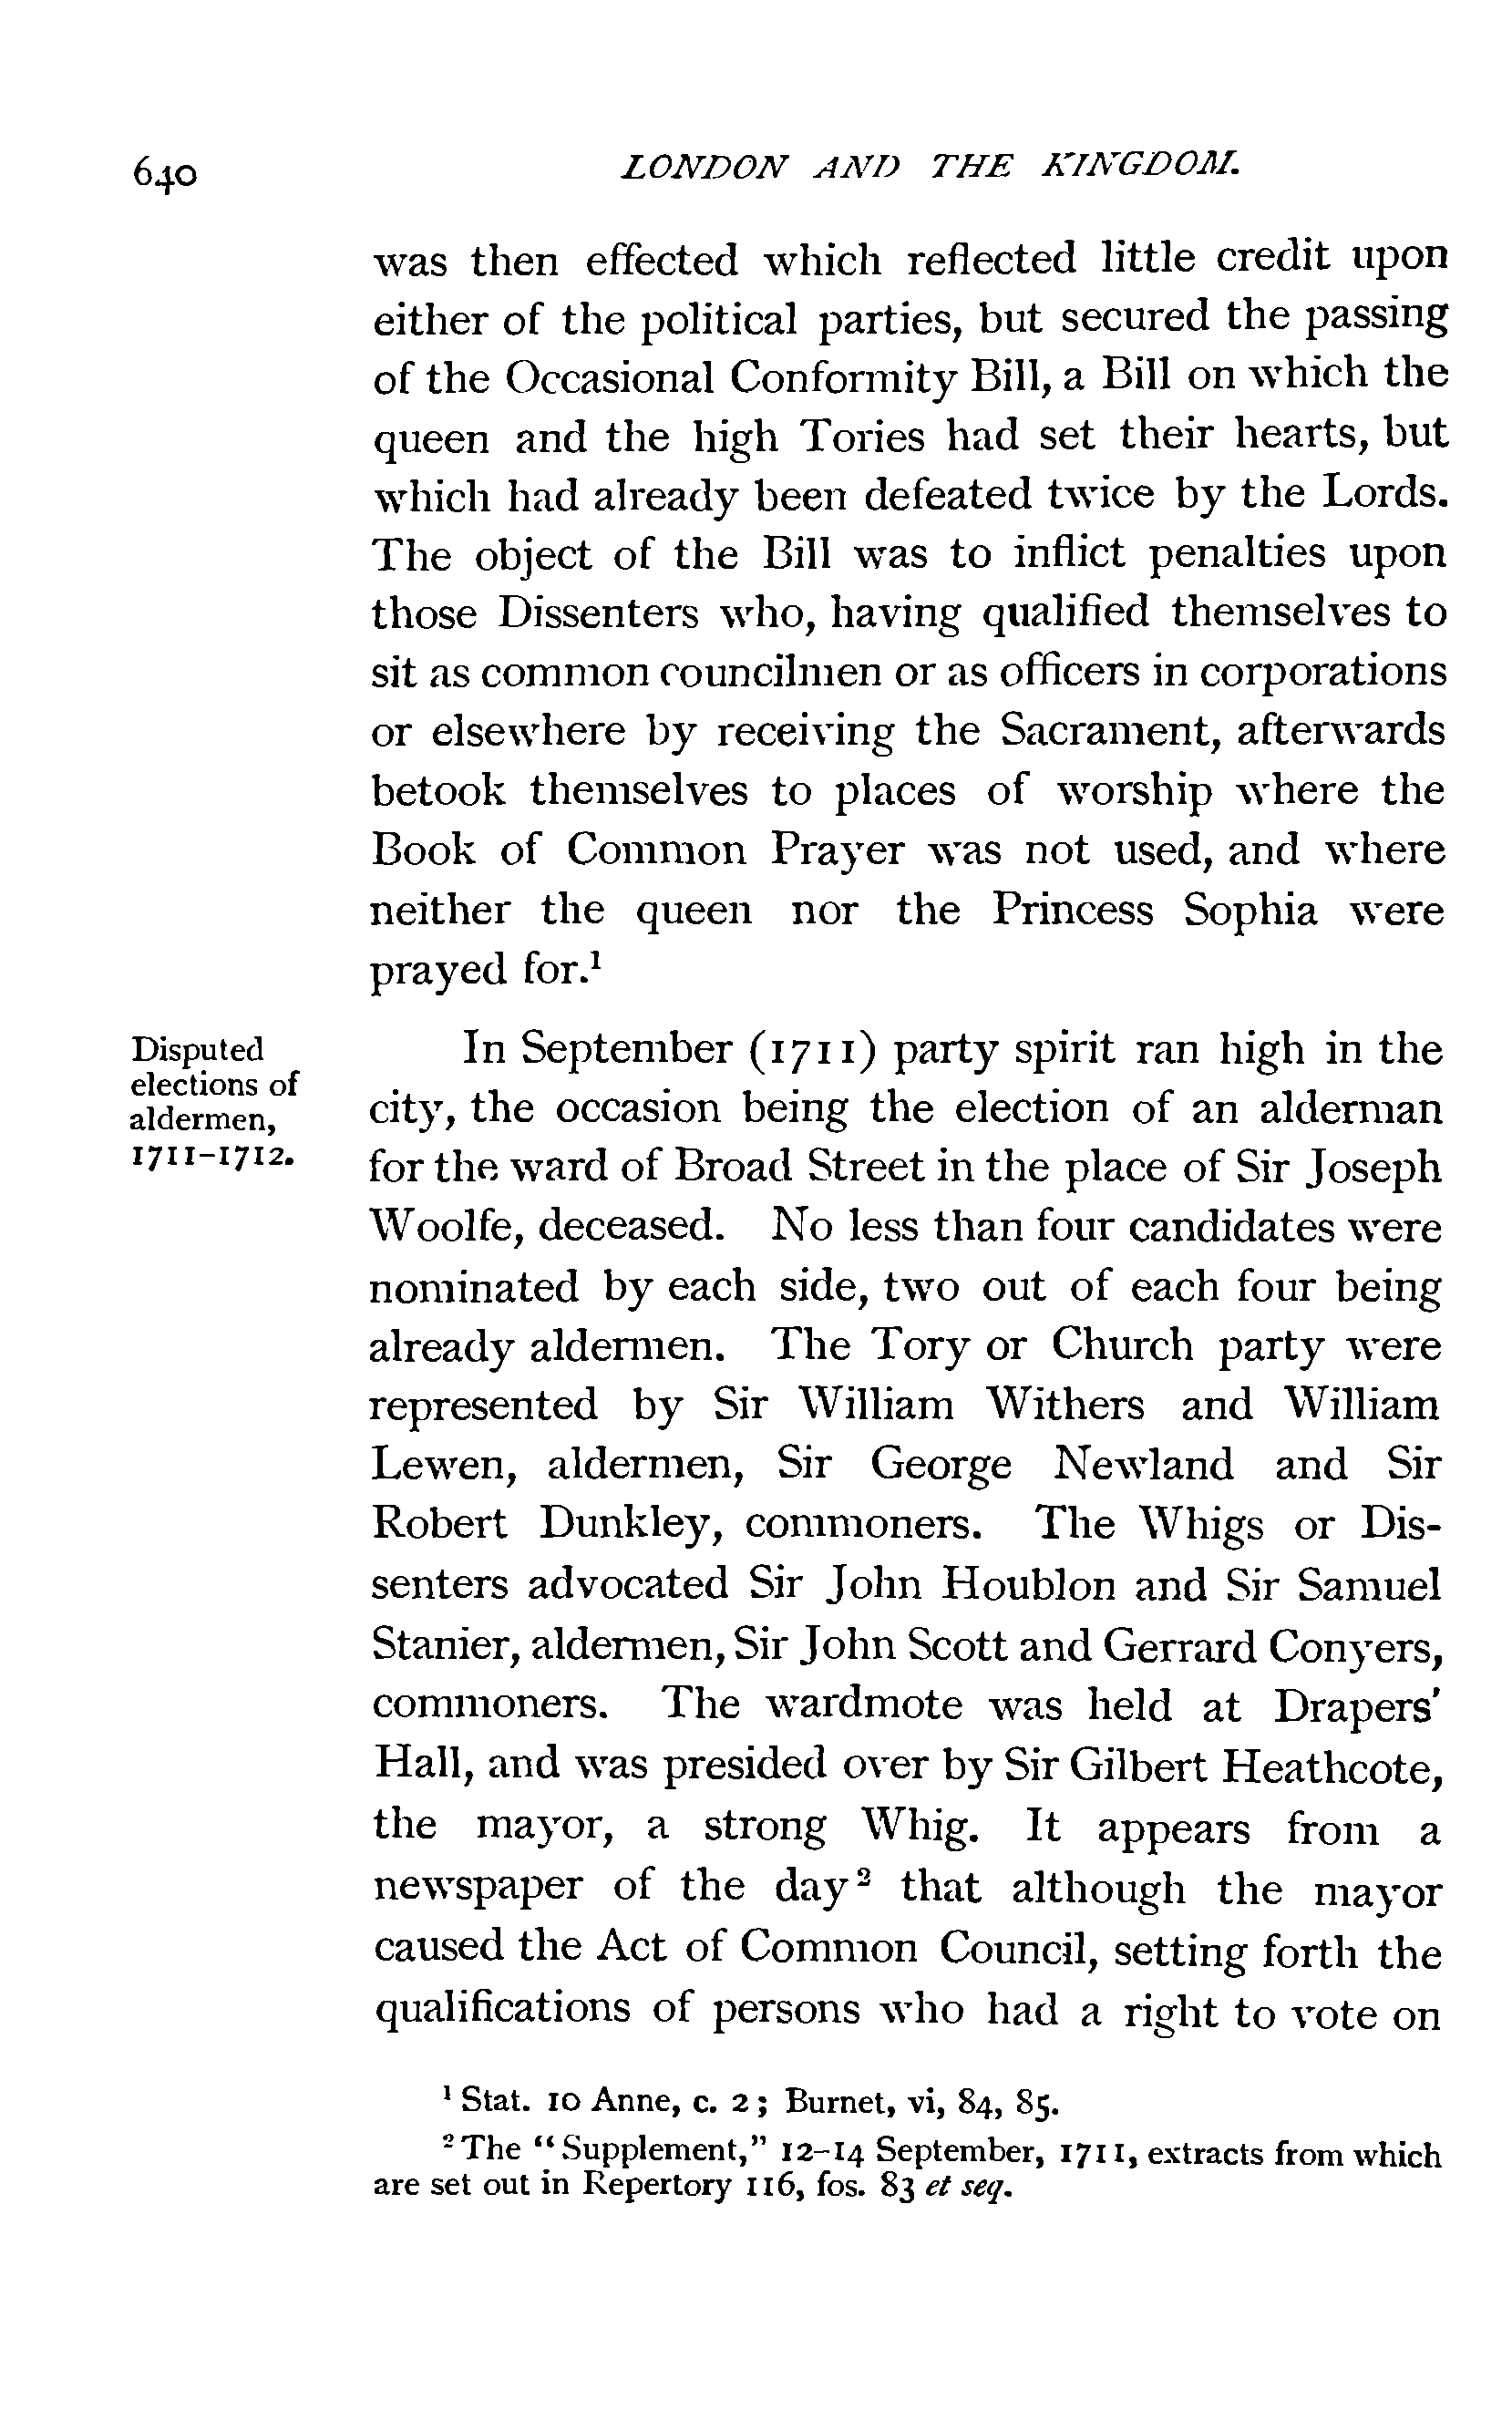 640
LONDON AND THE KINGDOM.
was then effected which reflected little credit upon
either of the political parties, but secured the passing
of the Occasional Conformity Bill, a Bill on which the
queen and the high Tories had set their hearts, but
which had already been defeated twice by the Lords.
The object of the Bill was to inflict penalties upon
those Dissenters who, having qualified themselves to
sit as common councilmen or as officers in corporations
or elsewhere by receiving the Sacrament, afterwards
betook themselves to places of worship where the
Book of Common Prayer was not used, and where
neither the queen nor the Princess Sophia were
prayed for.¹
Disputed
elections of
aldermen,
1711-1712.
In September (1711) party spirit ran high in the
city, the occasion being the election of an alderman
for the ward of Broad Street in the place of Sir Joseph
Woolfe, deceased. No less than four candidates were
nominated by each side, two out of each four being
already aldermen. The Tory or Church party were
represented by Sir William Withers and William
Lewen, aldermen, Sir George Newland and Sir
Robert Dunkley, commoners. The Whigs or Dis-
senters advocated Sir John Houblon and Sir Samuel
Stanier, aldermen, Sir John Scott and Gerrard Conyers,
commoners. The wardmote was held at Drapers'
Hall, and was presided over by Sir Gilbert Heathcote,
the mayor, a strong Whig. It appears from a
newspaper of the day² that although the mayor
caused the Act of Common Council, setting forth the
qualifications of persons who had a right to vote on
¹ Stat. 10 Anne, c. 2; Burnet, vi, 84, 85.
² The "Supplement," 12-14 September, 1711, extracts from which
are set out in Repertory 116, fos. 83 et seq.